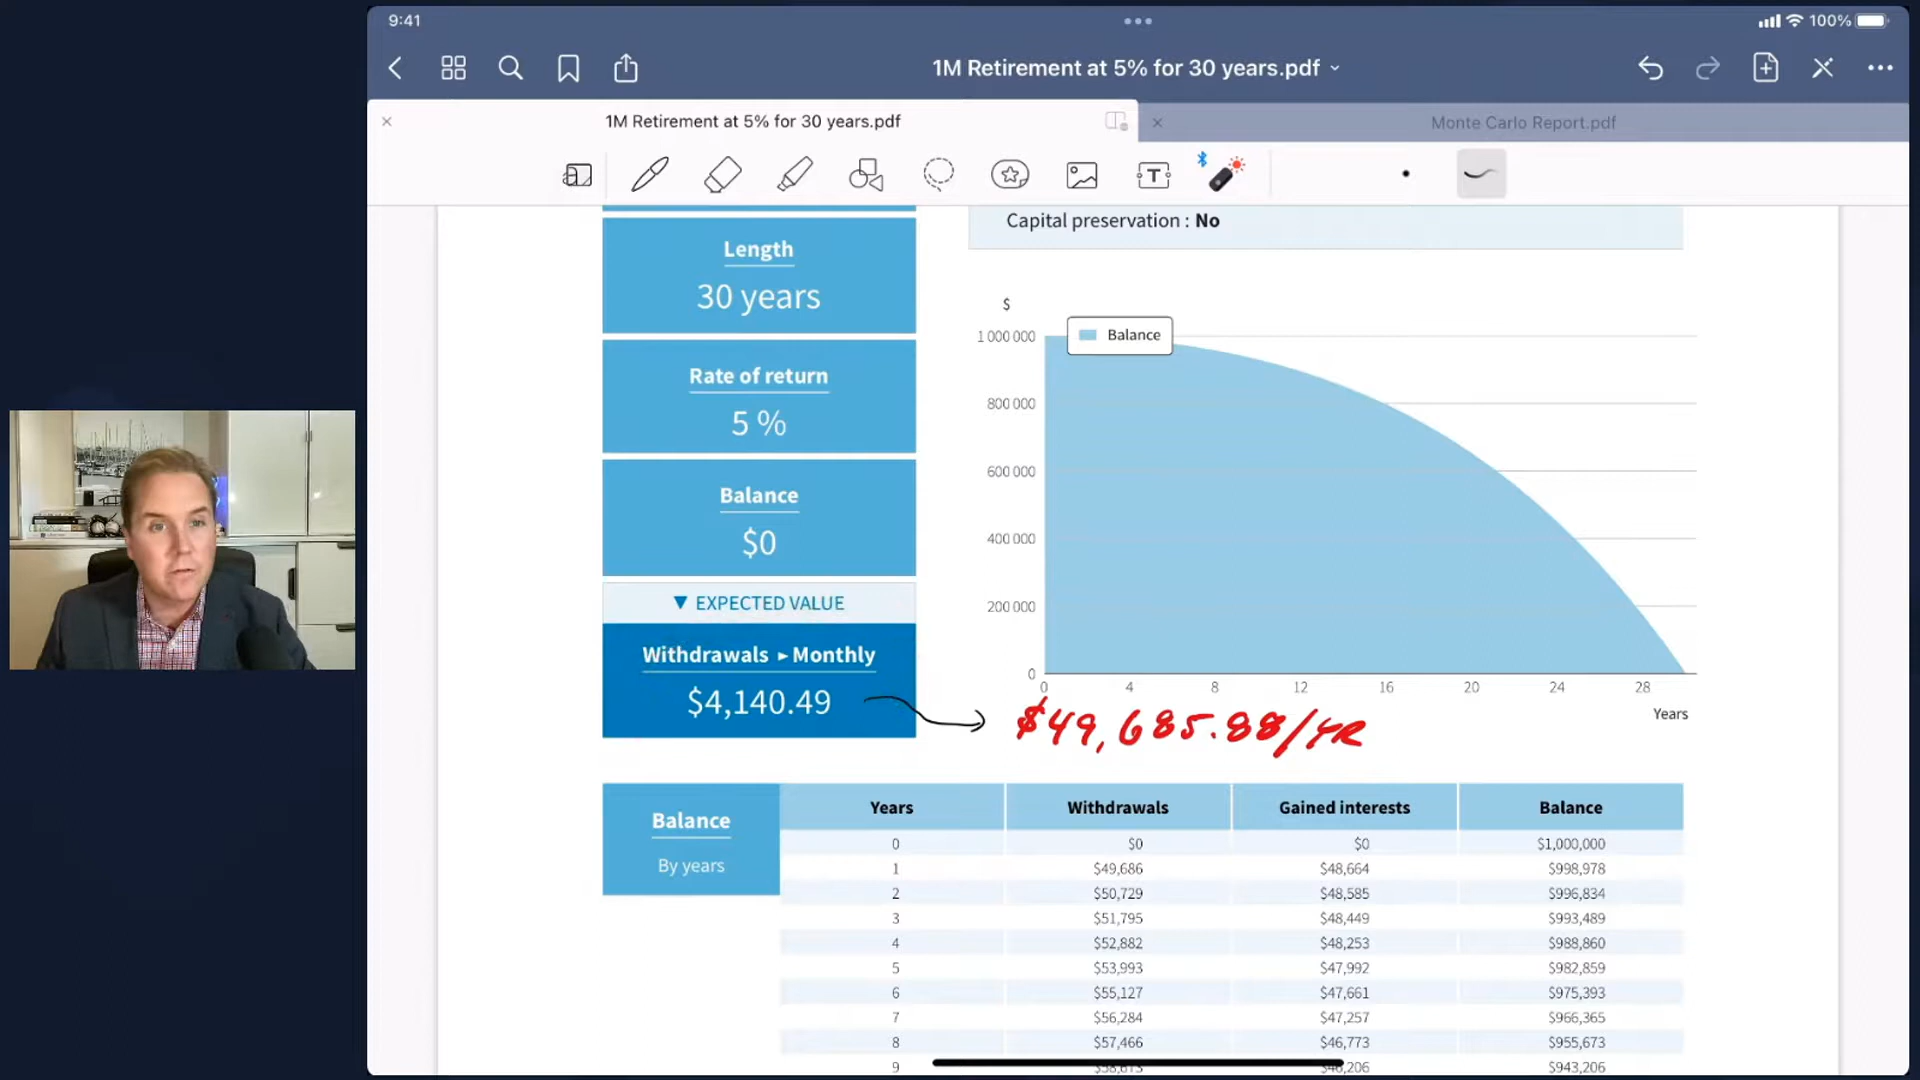 9:41
100%
1M Retirement at 5% for 30 years.pdf
1M Retirement at 5% for 30 years.pdf
Monte Carlo Report.pdf
Capital preservation : No
Length
30 years
Rate of return
5 %
Balance
$0
▼ EXPECTED VALUE
Withdrawals ▸ Monthly
$4,140.49
$
Balance
1 000 000
800 000
600 000
400 000
200 000
0
0 4 8 12 16 20 24 28
Years
$49,685.88/YR
Balance
By years
Years Withdrawals Gained interests Balance
0 $0 $0 $1,000,000
1 $49,686 $48,664 $998,978
2 $50,729 $48,585 $996,834
3 $51,795 $48,449 $993,489
4 $52,882 $48,253 $988,860
5 $53,993 $47,992 $982,859
6 $55,127 $47,661 $975,393
7 $56,284 $47,257 $966,365
8 $57,466 $46,773 $955,673
9 $943,206